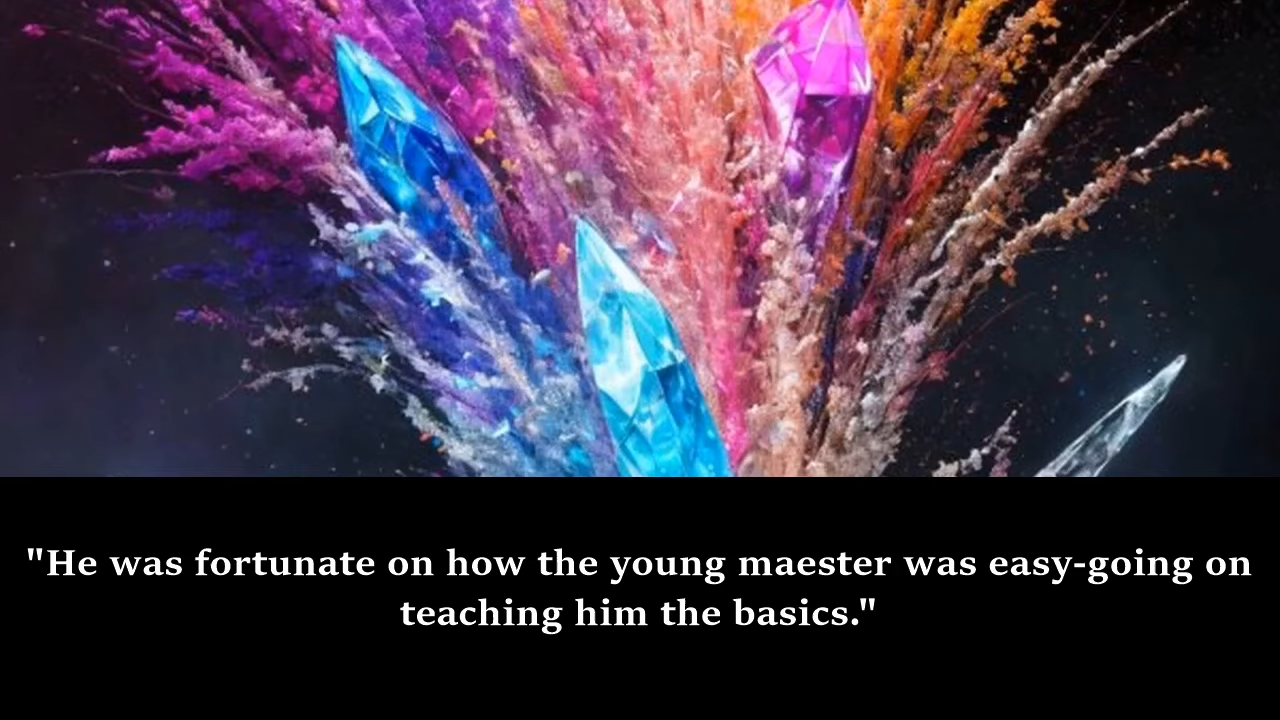 "He was fortunate on how the young maester was easy-going on
teaching him the basics."